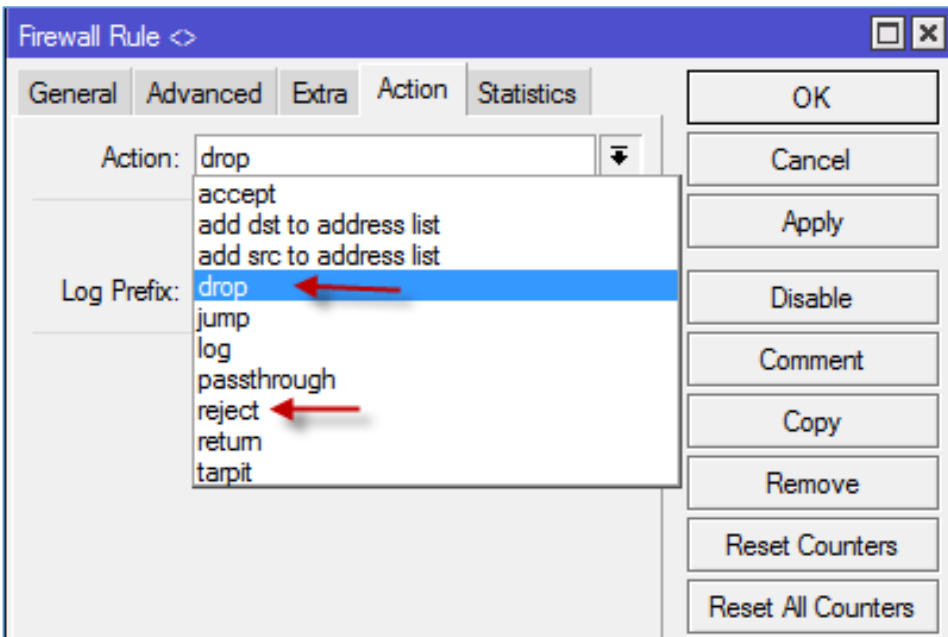 Firewall Rule <>
General Advanced Extra Action Statistics
Action: drop
accept
add dst to address list
add src to address list
Log Prefix: drop
jump
log
passthrough
reject
return
tarpit
OK
Cancel
Apply
Disable
Comment
Copy
Remove
Reset Counters
Reset All Counters